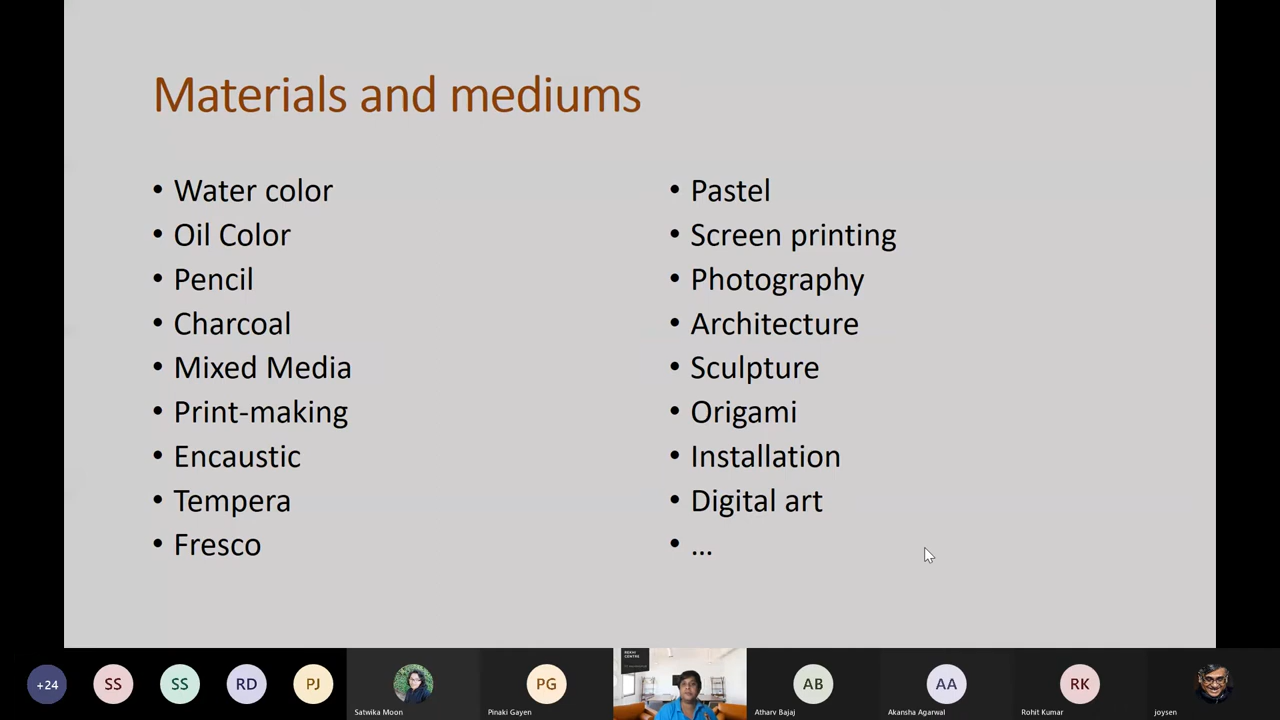 Materials and mediums
• Water color
• Oil Color
• Pencil
• Charcoal
• Mixed Media
• Print-making
• Encaustic
• Tempera
• Fresco
• Pastel
• Screen printing
• Photography
• Architecture
• Sculpture
• Origami
• Installation
• Digital art
• ...
+24
SS
SS
RD
PJ
Satwika Moon
PG
Pinaki Gayen
AB
Atharv Bajaj
AA
Akansha Agarwal
RK
Rohit Kumar
joysen